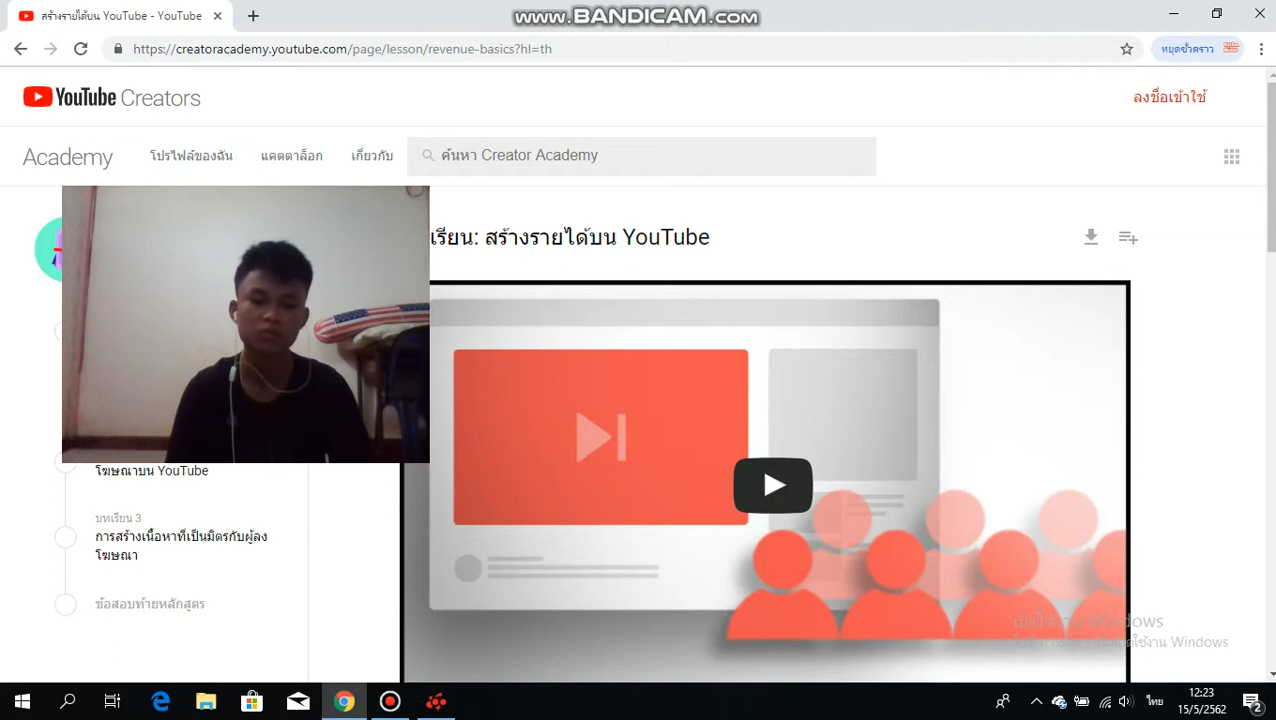 สร้างรายได้บน YouTube - YouTube
www.BANDICAM.com
https://creatoracademy.youtube.com/page/lesson/revenue-basics?hl=th
หยุดชั่วคราว
YouTube Creators
ลงชื่อเข้าใช้
Academy
โปรไฟล์ของฉัน
แคตตาล็อก
เกี่ยวกับ
ค้นหา Creator Academy
เรียน: สร้างรายได้บน YouTube
โฆษณาบน YouTube
บทเรียน 3
การสร้างเนื้อหาที่เป็นมิตรกับผู้ลง
โฆษณา
ข้อสอบท้ายหลักสูตร
Windows
Windows
ไทย
12:23
15/5/2562
2